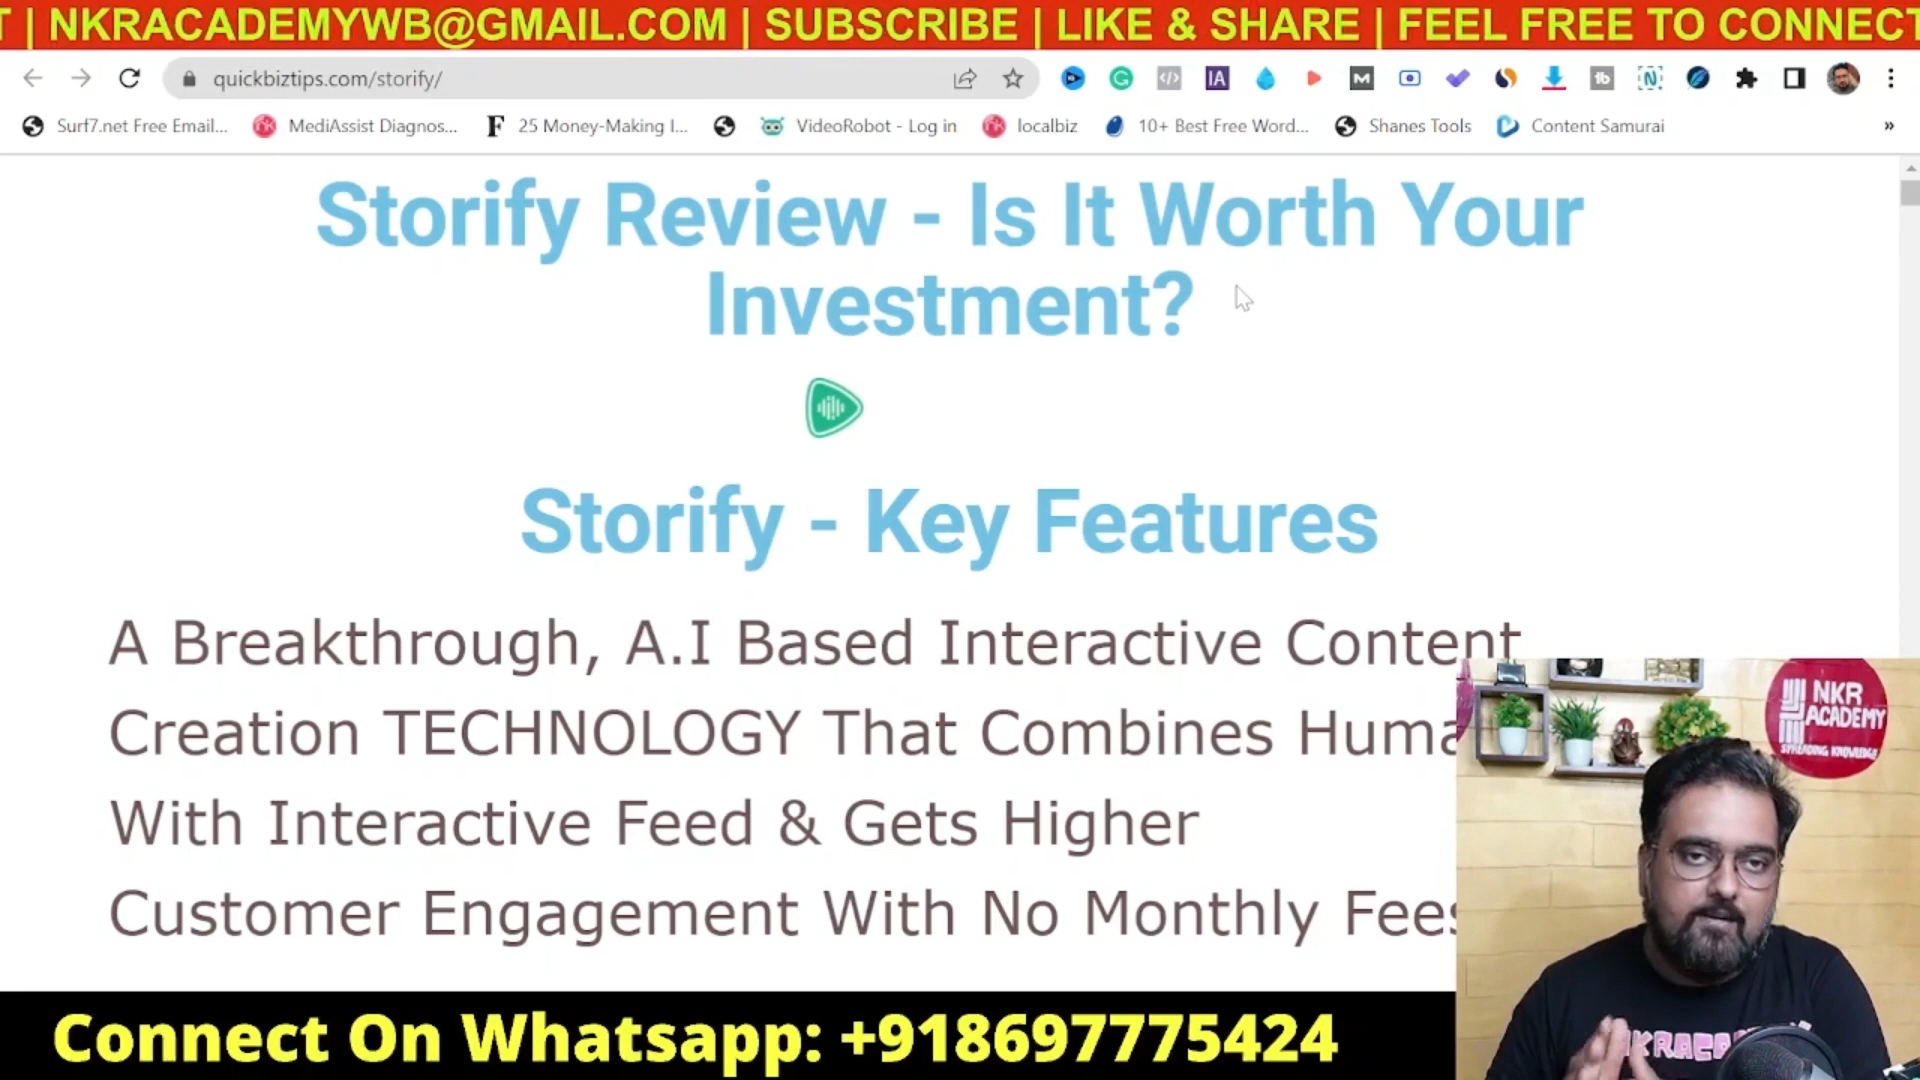 T | NKRACADEMYWB@GMAIL.COM | SUBSCRIBE | LIKE & SHARE | FEEL FREE TO CONNECT
quickbiztips.com/storify/
Surf7.net Free Email... MediAssist Diagnos... 25 Money-Making I... VideoRobot - Log in localbiz 10+ Best Free Word... Shanes Tools Content Samurai »
Storify Review - Is It Worth Your
Investment?
Storify - Key Features
A Breakthrough, A.I Based Interactive Content
Creation TECHNOLOGY That Combines Huma
With Interactive Feed & Gets Higher
Customer Engagement With No Monthly Fees
NKR
ACADEMY
SPREADING KNOWLEDGE
Connect On Whatsapp: +918697775424